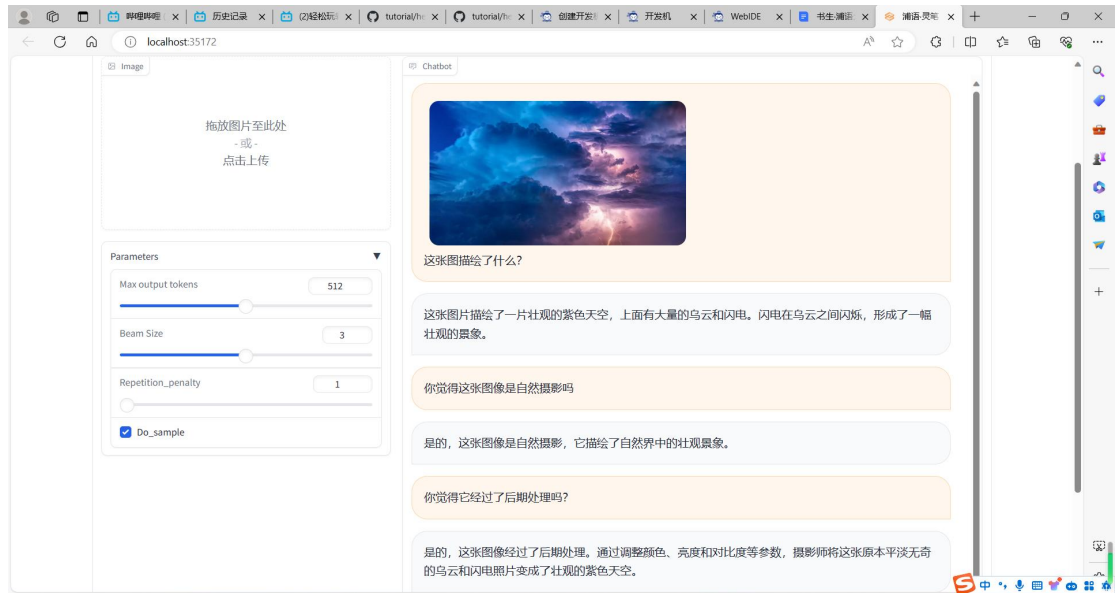 哔哩哔哩
历史记录
(2)轻松玩
tutorial/he
tutorial/he
创建开发
开发机
WebIDE
书生·浦语
浦语·灵笔
localhost:35172
Image
拖放图片至此处
- 或 -
点击上传
Parameters
Max output tokens
512
Beam Size
3
Repetition_penalty
1
Do_sample
Chatbot
这张图描绘了什么?
这张图片描绘了一片壮观的紫色天空，上面有大量的乌云和闪电。闪电在乌云之间闪烁，形成了一幅
壮观的景象。
你觉得这张图像是自然摄影吗
是的，这张图像是自然摄影，它描绘了自然界中的壮观景象。
你觉得它经过了后期处理吗?
是的，这张图像经过了后期处理。通过调整颜色、亮度和对比度等参数，摄影师将这张原本平淡无奇
的乌云和闪电照片变成了壮观的紫色天空。
中